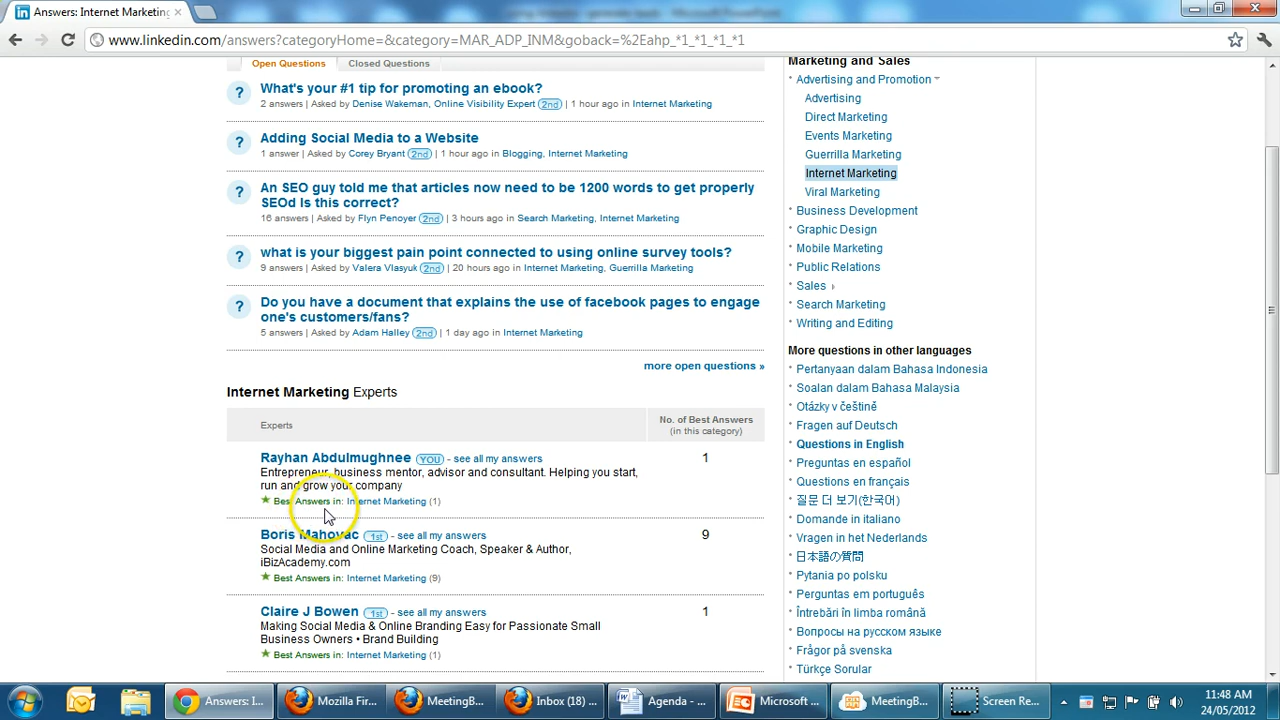 Answers: Internet Marketing
www.linkedin.com/answers?categoryHome=&category=MAR_ADP_INM&goback=%2Eahp_*1_*1_*1_*1
Open Questions
Closed Questions
What's your #1 tip for promoting an ebook?
2 answers | Asked by Denise Wakeman, Online Visibility Expert 2nd | 1 hour ago in Internet Marketing
Adding Social Media to a Website
1 answer | Asked by Corey Bryant 2nd | 1 hour ago in Blogging, Internet Marketing
An SEO guy told me that articles now need to be 1200 words to get properly
SEOd Is this correct?
16 answers | Asked by Flyn Penoyer 2nd | 3 hours ago in Search Marketing, Internet Marketing
what is your biggest pain point connected to using online survey tools?
9 answers | Asked by Valera Vlasyuk 2nd | 20 hours ago in Internet Marketing, Guerrilla Marketing
Do you have a document that explains the use of facebook pages to engage
one's customers/fans?
5 answers | Asked by Adam Halley 2nd | 1 day ago in Internet Marketing
more open questions »
Internet Marketing Experts
Experts
No. of Best Answers
(in this category)
Rayhan Abdulmughnee YOU - see all my answers
1
Entrepreneur, business mentor, advisor and consultant. Helping you start,
run and grow your company
Best Answers in: Internet Marketing (1)
Boris Mahovac 1st - see all my answers
9
Social Media and Online Marketing Coach, Speaker & Author,
iBizAcademy.com
Best Answers in: Internet Marketing (9)
Claire J Bowen 1st - see all my answers
1
Making Social Media & Online Branding Easy for Passionate Small
Business Owners • Brand Building
Best Answers in: Internet Marketing (1)
Marketing and Sales
Advertising and Promotion
Advertising
Direct Marketing
Events Marketing
Guerrilla Marketing
Internet Marketing
Viral Marketing
Business Development
Graphic Design
Mobile Marketing
Public Relations
Sales
Search Marketing
Writing and Editing
More questions in other languages
Pertanyaan dalam Bahasa Indonesia
Soalan dalam Bahasa Malaysia
Otázky v češtině
Fragen auf Deutsch
Questions in English
Preguntas en español
Questions en français
질문 더 보기(한국어)
Domande in italiano
Vragen in het Nederlands
日本語の質問
Pytania po polsku
Perguntas em português
Întrebări în limba română
Вопросы на русском языке
Frågor på svenska
Türkçe Sorular
Answers: I...
Mozilla Fir...
MeetingB...
Inbox (18) ...
Agenda - ...
Microsoft ...
MeetingB...
Screen Re...
11:48 AM
24/05/2012